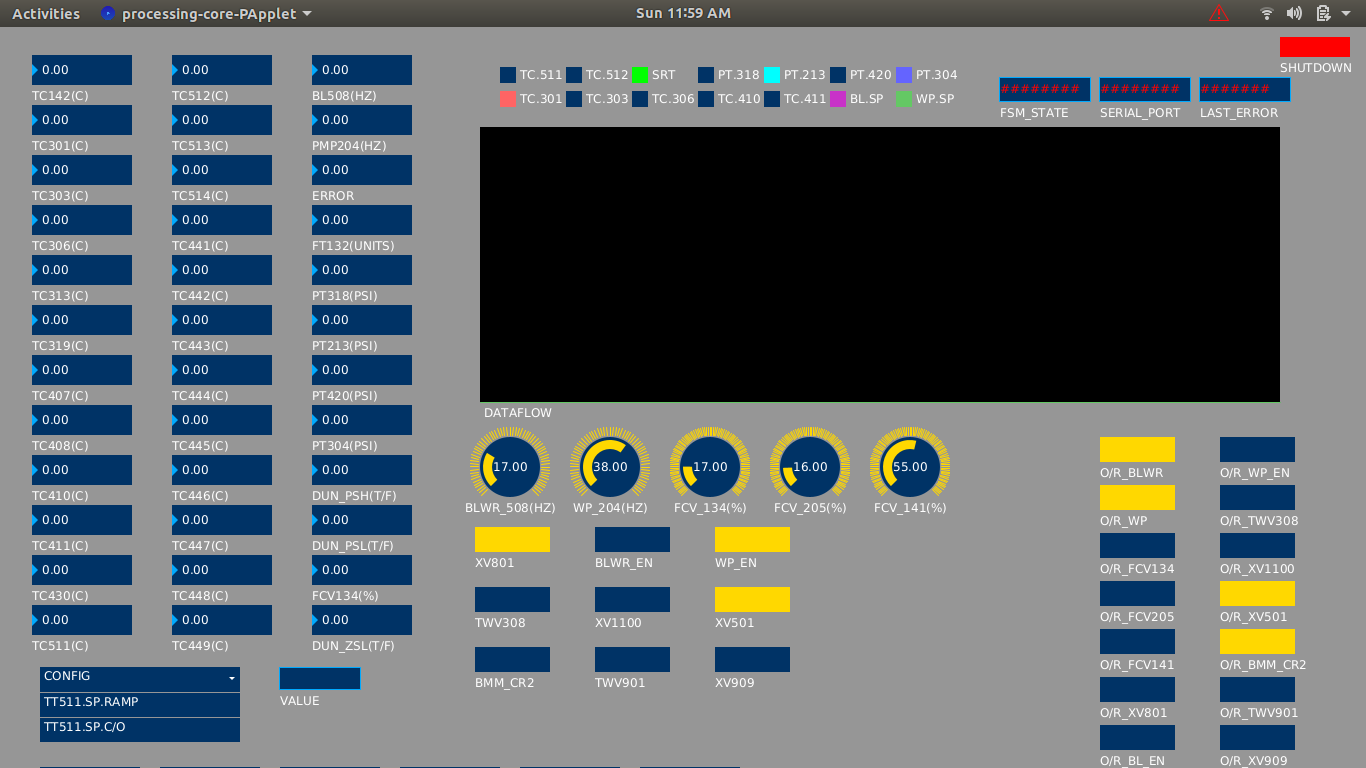 Activities processing-core-PApplet Sun 11:59 AM
SHUTDOWN
TC.511 TC.512 SRT PT.318 PT.213 PT.420 PT.304
TC.301 TC.303 TC.306 TC.410 TC.411 BL.SP WP.SP
######## ######## #######
FSM_STATE SERIAL_PORT LAST_ERROR
0.00 0.00 0.00
TC142(C) TC512(C) BL508(HZ)
0.00 0.00 0.00
TC301(C) TC513(C) PMP204(HZ)
0.00 0.00 0.00
TC303(C) TC514(C) ERROR
0.00 0.00 0.00
TC306(C) TC441(C) FT132(UNITS)
0.00 0.00 0.00
TC313(C) TC442(C) PT318(PSI)
0.00 0.00 0.00
TC319(C) TC443(C) PT213(PSI)
0.00 0.00 0.00
TC407(C) TC444(C) PT420(PSI)
0.00 0.00 0.00
TC408(C) TC445(C) PT304(PSI)
0.00 0.00 0.00
TC410(C) TC446(C) DUN_PSH(T/F)
0.00 0.00 0.00
TC411(C) TC447(C) DUN_PSL(T/F)
0.00 0.00 0.00
TC430(C) TC448(C) FCV134(%)
0.00 0.00 0.00
TC511(C) TC449(C) DUN_ZSL(T/F)
CONFIG
TT511.SP.RAMP
TT511.SP.C/O
VALUE
DATAFLOW
17.00 38.00 17.00 16.00 55.00
BLWR_508(HZ) WP_204(HZ) FCV_134(%) FCV_205(%) FCV_141(%)
XV801 BLWR_EN WP_EN
TWV308 XV1100 XV501
BMM_CR2 TWV901 XV909
O/R_BLWR O/R_WP_EN
O/R_WP O/R_TWV308
O/R_FCV134 O/R_XV1100
O/R_FCV205 O/R_XV501
O/R_FCV141 O/R_BMM_CR2
O/R_XV801 O/R_TWV901
O/R_BL_EN O/R_XV909